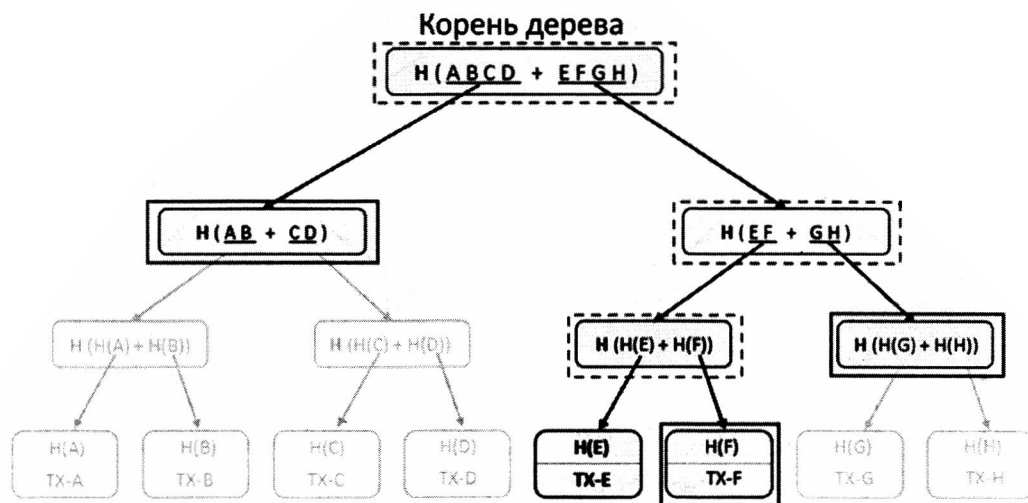 Корень дерева
H (ABCD + EFGH)
H (AB + CD)
H (EF + GH)
H (H(A) + H(B))
H (H(C) + H(D))
H (H(E) + H(F))
H (H(G) + H(H))
H(A)
TX-A
H(B)
TX-B
H(C)
TX-C
H(D)
TX-D
H(E)
TX-E
H(F)
TX-F
H(G)
TX-G
H(H)
TX-H